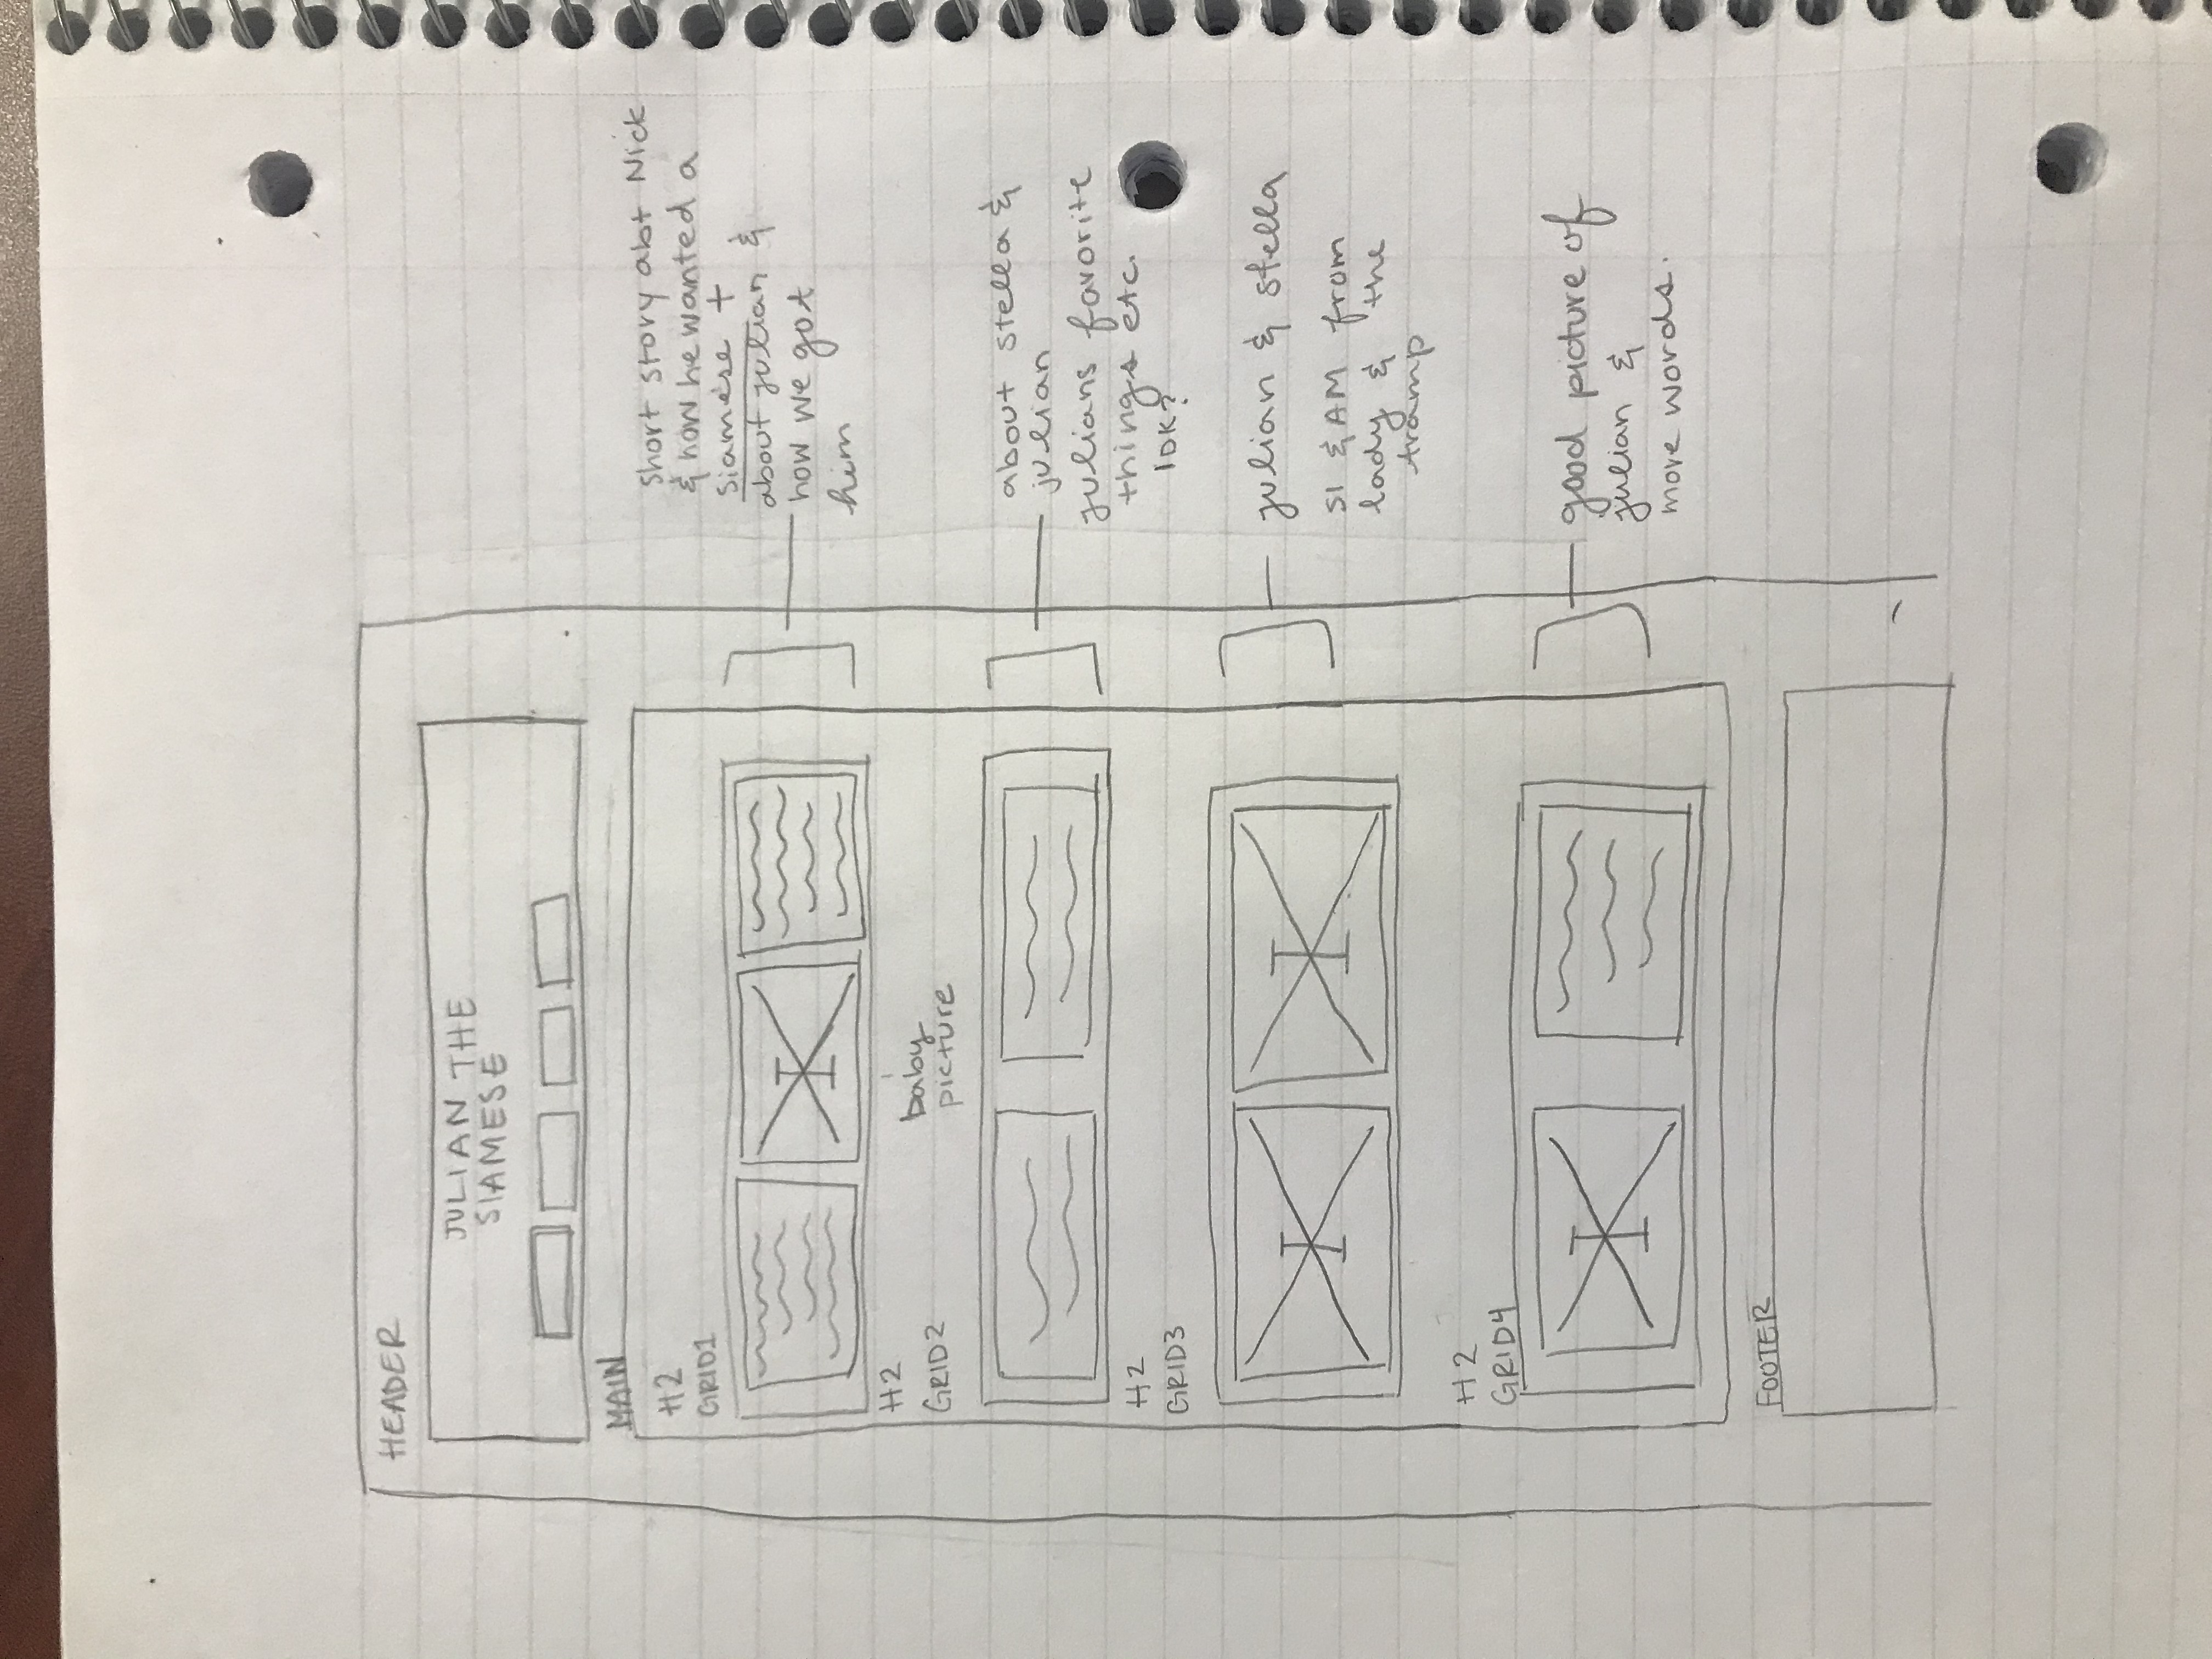 HEADER
JULIAN THE
SIAMESE
MAIN
H2
GRID1
short story abt Nick
& how he wanted a
siamese +
about julian &
how we got
him
H2
GRID2
baby
picture
about stella &
julian
julians favorite
things etc.
IDK?
H2
GRID3
I
I
julian & stella
SI & AM from
lady & the
tramp
H2
GRID4
I
good picture of
julian &
more words.
FOOTER